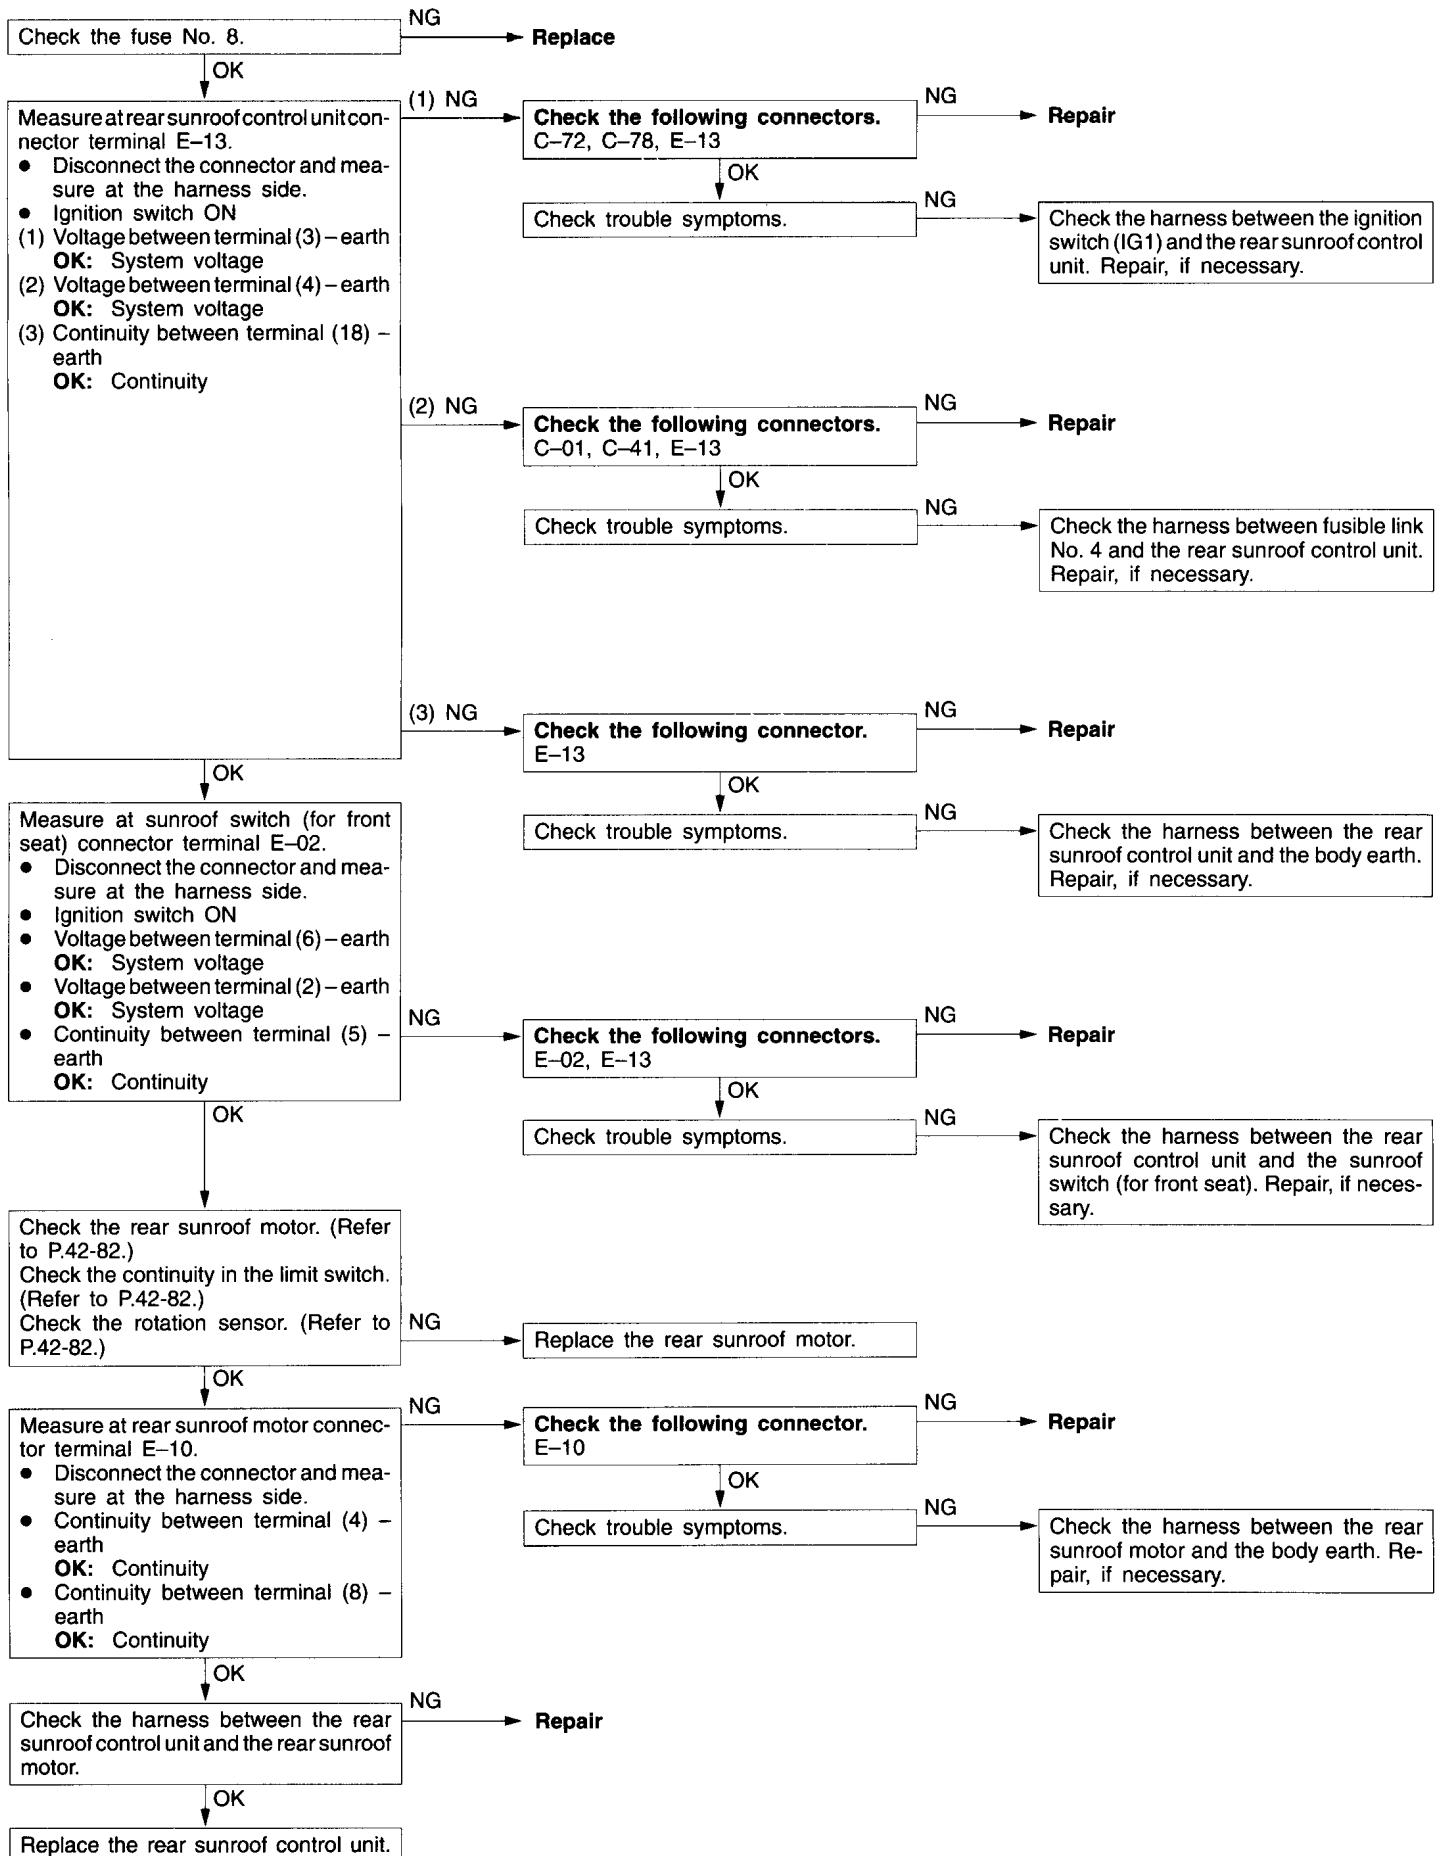 NG
Check the fuse No. 8.
Replace
OK
Measure at rear sunroof control unit con-
nector terminal E–13.
● Disconnect the connector and mea-
sure at the harness side.
● Ignition switch ON
(1) Voltage between terminal (3) – earth
OK: System voltage
(2) Voltage between terminal (4) – earth
OK: System voltage
(3) Continuity between terminal (18) –
earth
OK: Continuity
(1) NG
Check the following connectors.
C–72, C–78, E–13
NG
Repair
OK
Check trouble symptoms.
NG
Check the harness between the ignition
switch (IG1) and the rear sunroof control
unit. Repair, if necessary.
(2) NG
Check the following connectors.
C–01, C–41, E–13
NG
Repair
OK
Check trouble symptoms.
NG
Check the harness between fusible link
No. 4 and the rear sunroof control unit.
Repair, if necessary.
(3) NG
Check the following connector.
E–13
NG
Repair
OK
Check trouble symptoms.
NG
Check the harness between the rear
sunroof control unit and the body earth.
Repair, if necessary.
OK
Measure at sunroof switch (for front
seat) connector terminal E–02.
● Disconnect the connector and mea-
sure at the harness side.
● Ignition switch ON
● Voltage between terminal (6) – earth
OK: System voltage
● Voltage between terminal (2) – earth
OK: System voltage
● Continuity between terminal (5) –
earth
OK: Continuity
NG
Check the following connectors.
E–02, E–13
NG
Repair
OK
Check trouble symptoms.
NG
Check the harness between the rear
sunroof control unit and the sunroof
switch (for front seat). Repair, if neces-
sary.
OK
Check the rear sunroof motor. (Refer
to P.42-82.)
Check the continuity in the limit switch.
(Refer to P.42-82.)
Check the rotation sensor. (Refer to
P.42-82.)
NG
Replace the rear sunroof motor.
OK
Measure at rear sunroof motor connec-
tor terminal E–10.
● Disconnect the connector and mea-
sure at the harness side.
● Continuity between terminal (4) –
earth
OK: Continuity
● Continuity between terminal (8) –
earth
OK: Continuity
NG
Check the following connector.
E–10
NG
Repair
OK
Check trouble symptoms.
NG
Check the harness between the rear
sunroof motor and the body earth. Re-
pair, if necessary.
OK
Check the harness between the rear
sunroof control unit and the rear sunroof
motor.
NG
Repair
OK
Replace the rear sunroof control unit.